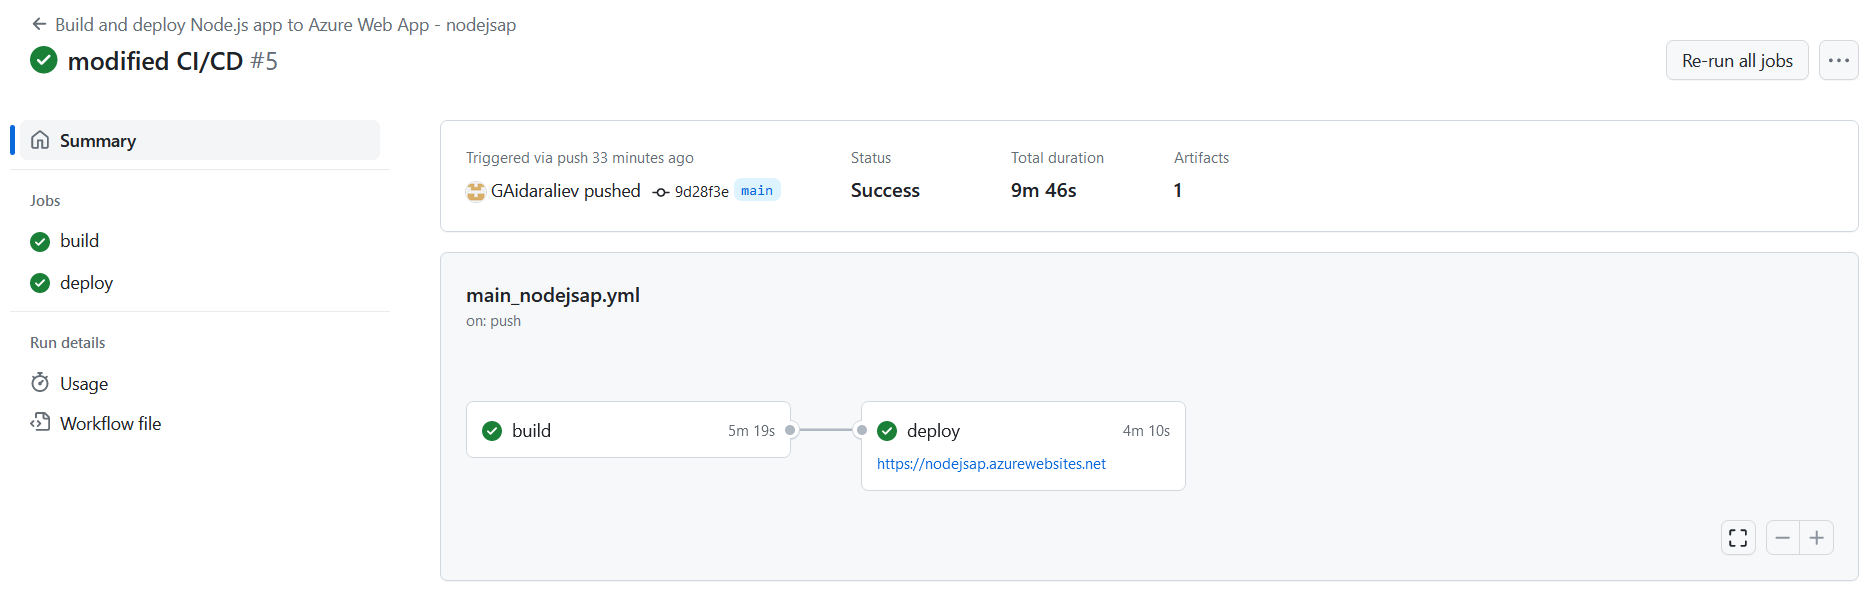 Build and deploy Node.js app to Azure Web App - nodejsap
modified CI/CD #5
Re-run all jobs
Summary
Jobs
build
deploy
Run details
Usage
Workflow file
Triggered via push 33 minutes ago
GAidaraliev pushed 9d28f3e main
Status
Success
Total duration
9m 46s
Artifacts
1
main_nodejsap.yml
on: push
build 5m 19s
deploy 4m 10s
https://nodejsap.azurewebsites.net